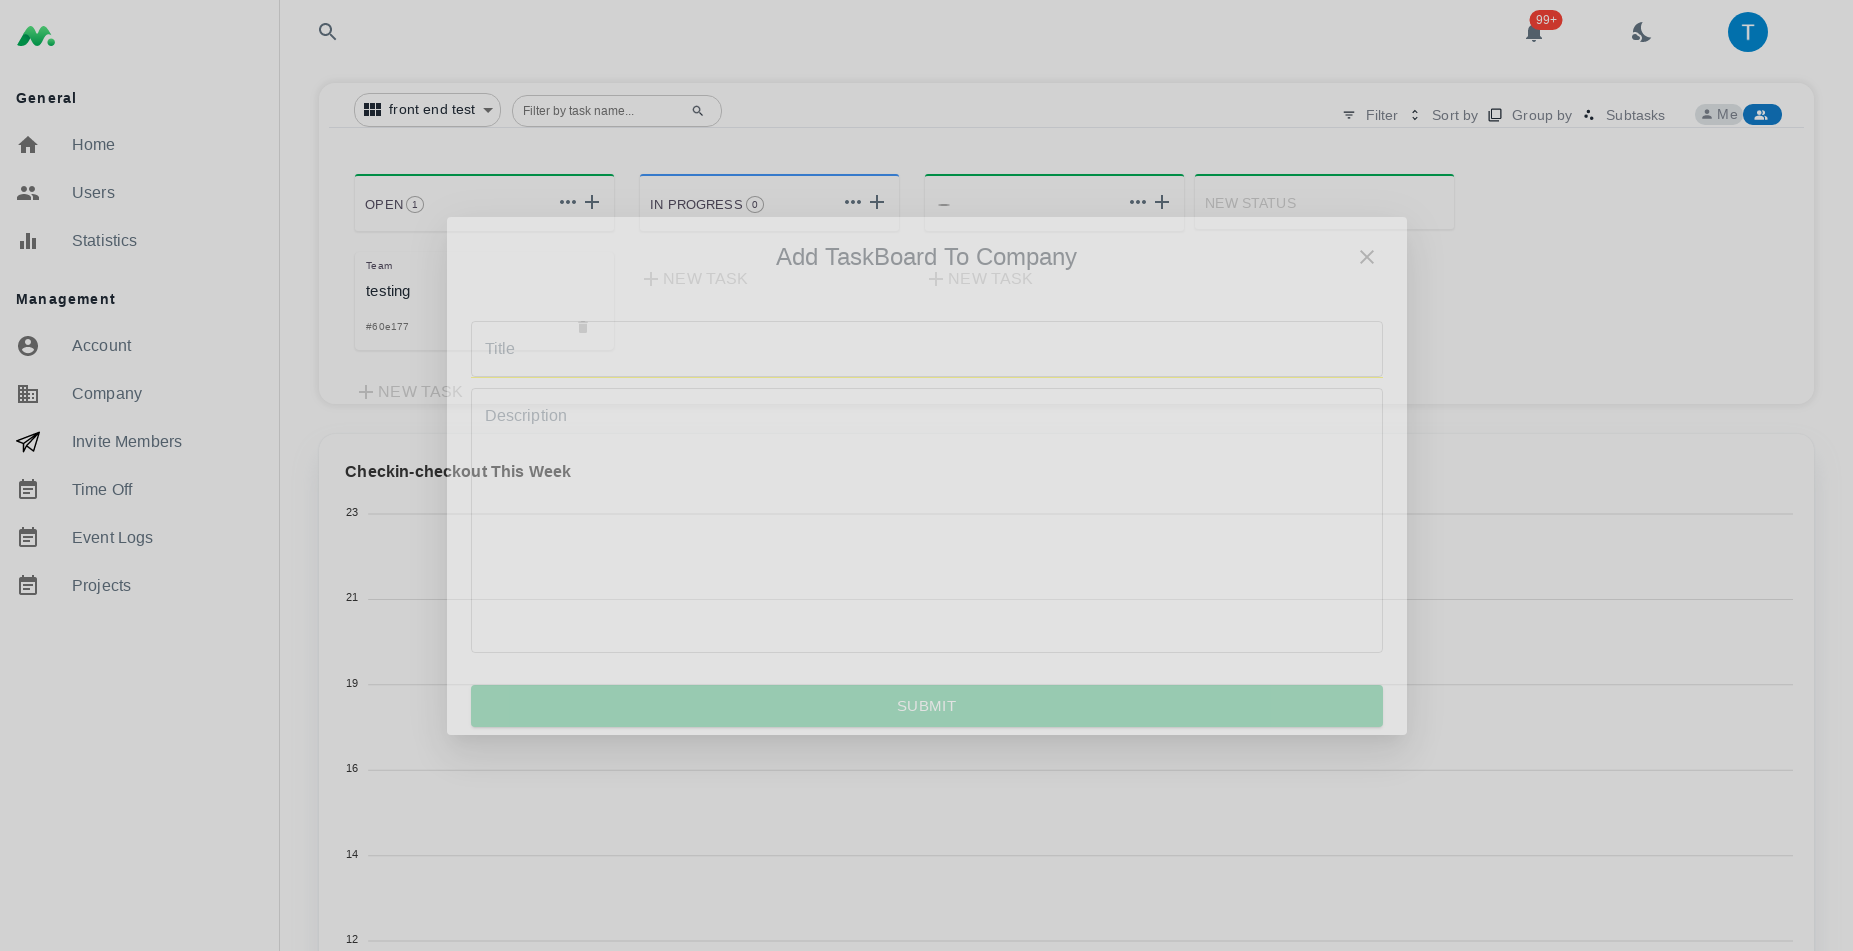 99+
T
General
Home
Users
Statistics
Management
Account
Company
Invite Members
Time Off
Event Logs
Projects
front end test
Filter by task name...
Filter
Sort by
Group by
Subtasks
Me
OPEN 1
IN PROGRESS 0
NEW STATUS
Team
testing
#60e177
NEW TASK
NEW TASK
NEW TASK
Add TaskBoard To Company
Title
Description
SUBMIT
Checkin-checkout This Week
23
21
19
16
14
12